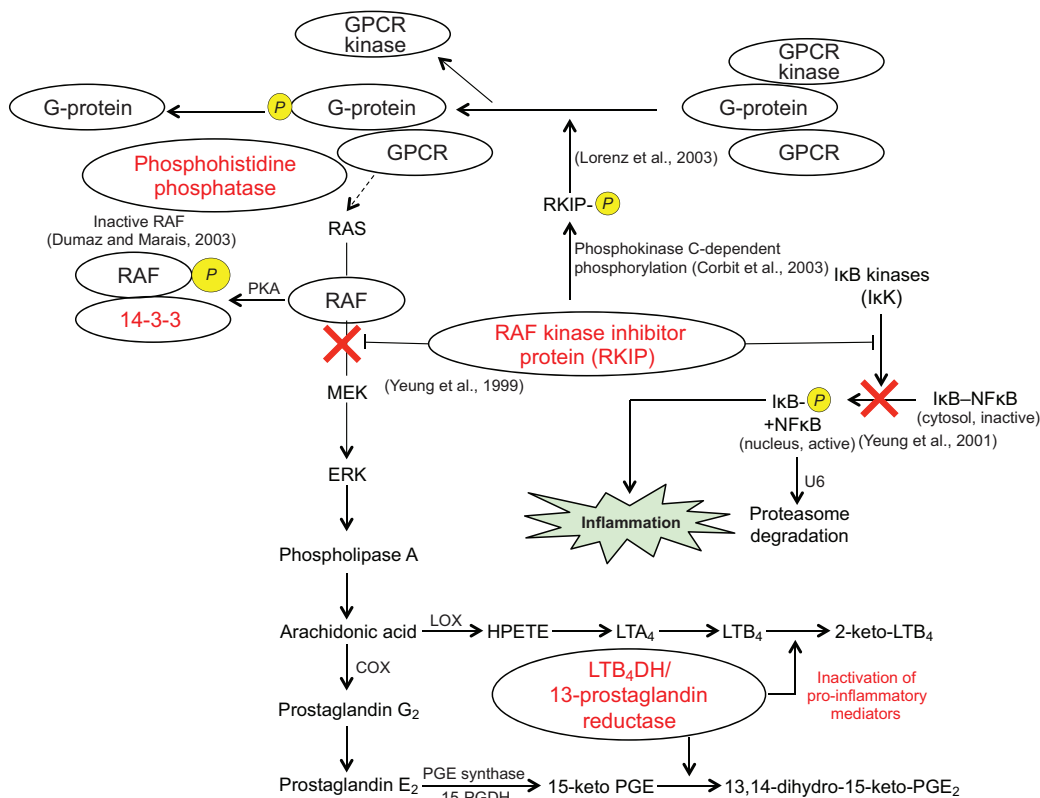 GPCR
kinase
GPCR
kinase
G-protein
P
G-protein
G-protein
GPCR
GPCR
Phosphohistidine
phosphatase
(Lorenz et al., 2003)
RKIP- P
Inactive RAF
(Dumaz and Marais, 2003)
RAS
Phosphokinase C-dependent
phosphorylation (Corbit et al., 2003)
RAF
P
PKA
RAF
14-3-3
IκB kinases
(IκK)
RAF kinase inhibitor
protein (RKIP)
(Yeung et al., 1999)
MEK
IκB- P
+NFκB
(nucleus, active)
IκB–NFκB
(cytosol, inactive)
(Yeung et al., 2001)
ERK
U6
Inflammation
Proteasome
degradation
Phospholipase A
Arachidonic acid
LOX
HPETE
LTA4
LTB4
2-keto-LTB4
COX
LTB4DH/
13-prostaglandin
reductase
Inactivation of
pro-inflammatory
mediators
Prostaglandin G2
Prostaglandin E2
PGE synthase
15-PGDH
15-keto PGE
13,14-dihydro-15-keto-PGE2